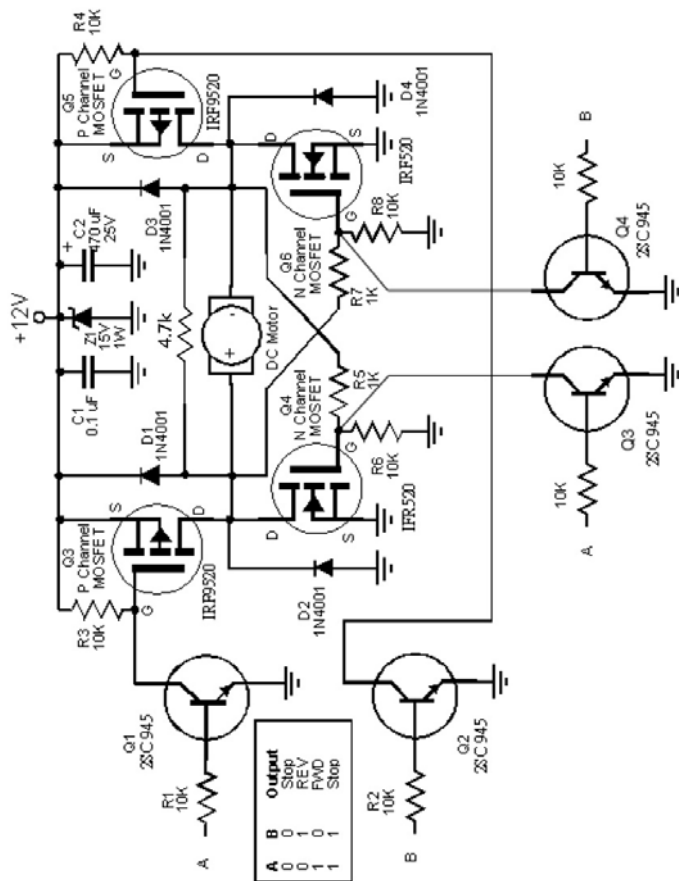 +12V
R4
10K
Q5
P Channel
MOSFET
G
S
D
IRF9520
C1
0.1 uF
Z1
15V
1W
+
C2
470 uF
25V
D1
1N4001
D3
1N4001
4.7k
+
-
DC Motor
D4
1N4001
D
S
G
IRF520
R8
10K
Q6
N Channel
MOSFET
R7
1K
R5
1K
Q4
N Channel
MOSFET
G
R6
10K
D
S
IFR520
D2
1N4001
Q3
P Channel
MOSFET
S
D
G
IRF9520
R3
10K
Q1
2SC945
R1
10K
A
A B Output
0 0 Stop
0 1 REV
1 0 FWD
1 1 Stop
Q2
2SC945
R2
10K
B
Q3
2SC945
10K
A
Q4
2SC945
10K
B